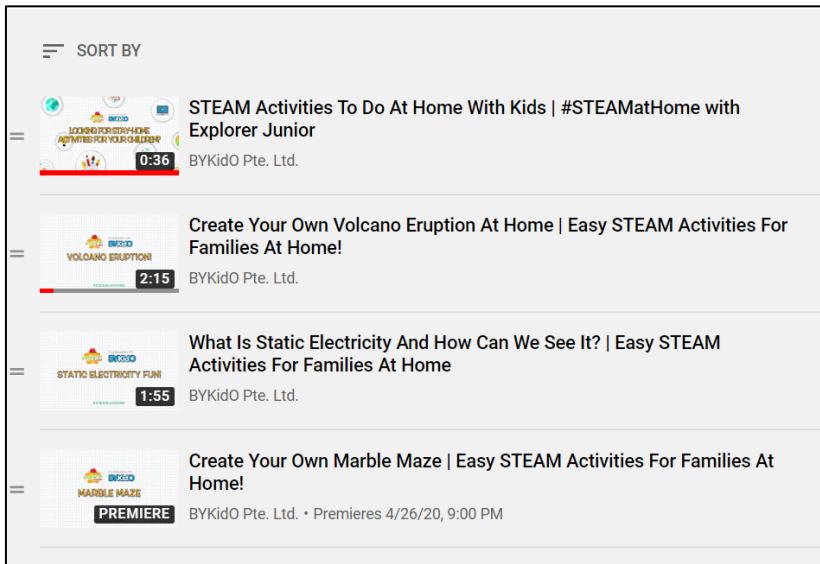 SORT BY
LOOKING FOR STAY-HOME
ACTIVITIES FOR YOUR CHILDREN?
0:36
STEAM Activities To Do At Home With Kids | #STEAMatHome with
Explorer Junior
BYKidO Pte. Ltd.
BYKidO
VOLCANO ERUPTION!
2:15
Create Your Own Volcano Eruption At Home | Easy STEAM Activities For
Families At Home!
BYKidO Pte. Ltd.
BYKidO
STATIC ELECTRICITY FUN!
1:55
What Is Static Electricity And How Can We See It? | Easy STEAM
Activities For Families At Home
BYKidO Pte. Ltd.
BYKidO
MARBLE MAZE
PREMIERE
Create Your Own Marble Maze | Easy STEAM Activities For Families At
Home!
BYKidO Pte. Ltd. • Premieres 4/26/20, 9:00 PM